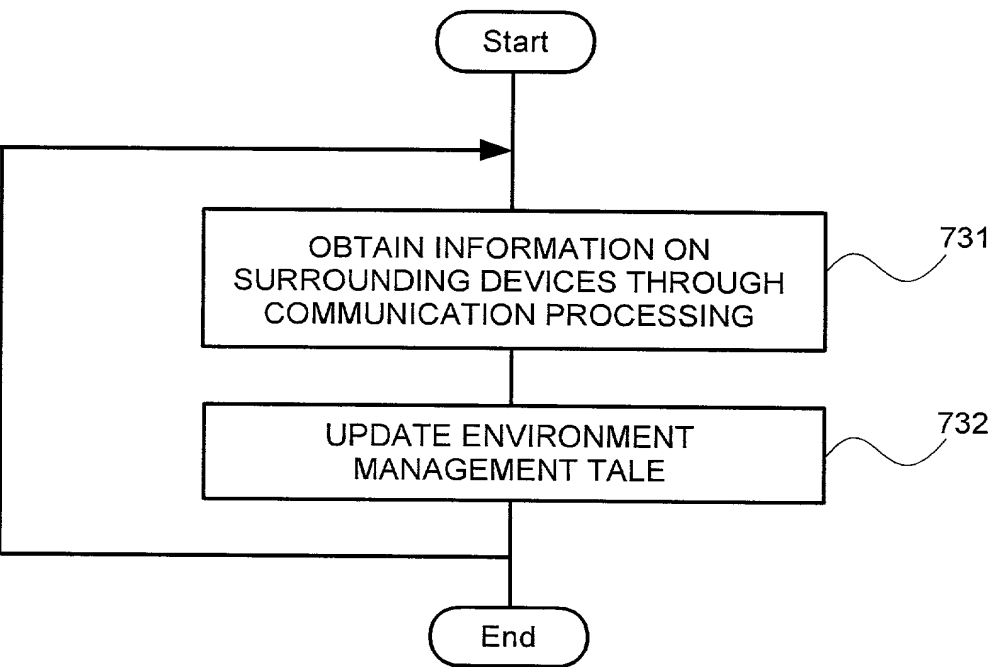 Start
OBTAIN INFORMATION ON
SURROUNDING DEVICES THROUGH
COMMUNICATION PROCESSING
731
UPDATE ENVIRONMENT
MANAGEMENT TALE
732
End